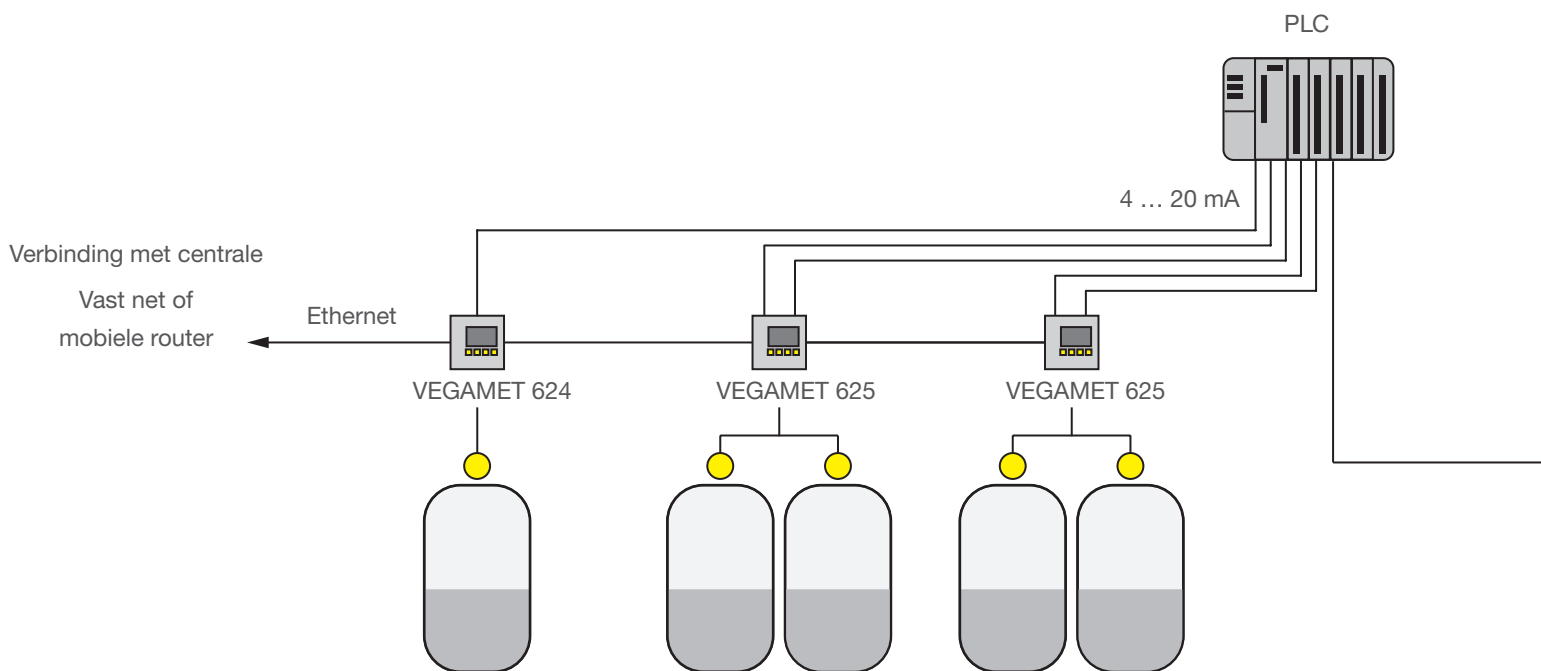 PLC
4 … 20 mA
Verbinding met centrale
Vast net of
mobiele router
Ethernet
VEGAMET 624
VEGAMET 625
VEGAMET 625